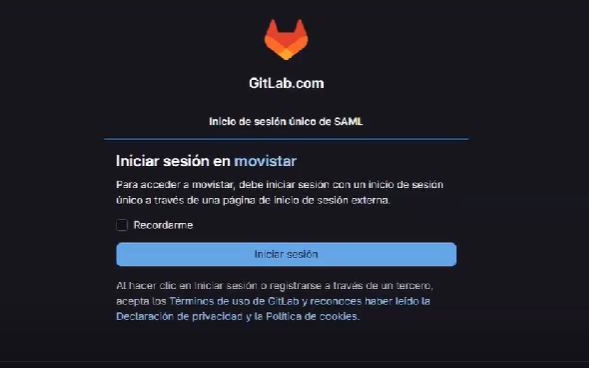 GitLab.com
Inicio de sesión único de SAML
Iniciar sesión en movistar
Para acceder a movistar, debe iniciar sesión con un inicio de sesión
único a través de una página de inicio de sesión externa.
Recordarme
Iniciar sesión
Al hacer clic en Iniciar sesión o registrarse a través de un tercero,
acepta los Términos de uso de GitLab y reconoces haber leído la
Declaración de privacidad y la Política de cookies.